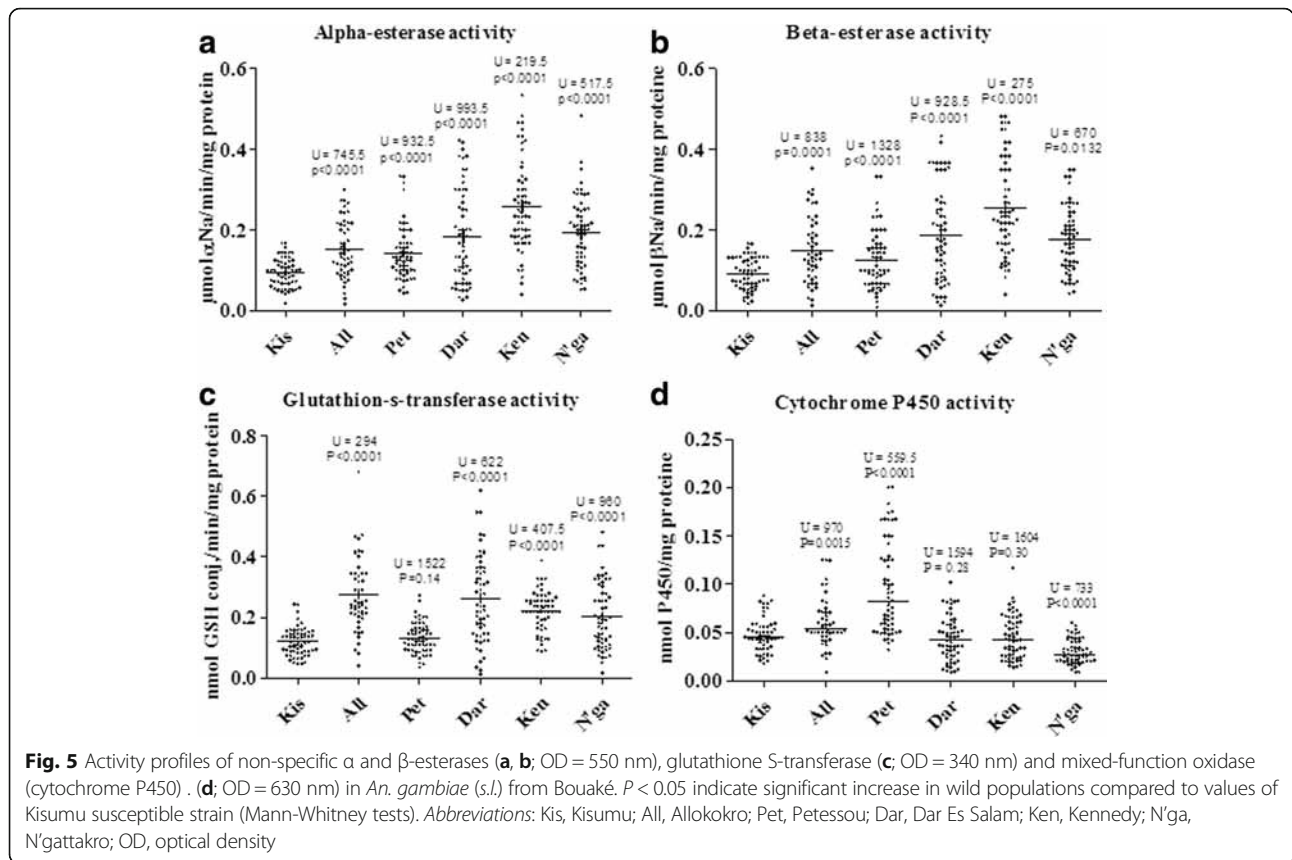 a
Alpha-esterase activity
µmolαNa/min/mg protein
0.6
0.4
0.2
0.0
U = 745.5
p<0.0001
U = 932.5
p<0.0001
U = 993.5
p<0.0001
U = 219.5
p<0.0001
U = 517.5
p<0.0001
Kis
All
Pet
Dar
Ken
N'ga
b
Beta-esterase activity
µmolβNa/min/mg proteine
0.6
0.4
0.2
0.0
U = 838
p=0.0001
U = 1328
p<0.0001
U = 928.5
P<0.0001
U = 275
P<0.0001
U = 670
P=0.0132
Kis
All
Pet
Dar
Ken
N'ga
c
Glutathion-s-transferase activity
nmol GSH conj./min/mg protein
0.8
0.6
0.4
0.2
0.0
U = 294
P<0.0001
U = 1522
P=0.14
U = 622
P<0.0001
U = 407.5
P<0.0001
U = 960
P<0.0001
Kis
All
Pet
Dar
Ken
N'ga
d
Cytochrome P450 activity
nmol P450/mg proteine
0.25
0.20
0.15
0.10
0.05
0.00
U = 970
P=0.0015
U = 559.5
P<0.0001
U = 1594
P = 0.28
U = 1604
P=0.30
U = 733
P<0.0001
Kis
All
Pet
Dar
Ken
N'ga
Fig. 5 Activity profiles of non-specific α and β-esterases (a, b; OD = 550 nm), glutathione S-transferase (c; OD = 340 nm) and mixed-function oxidase
(cytochrome P450) . (d; OD = 630 nm) in An. gambiae (s.l.) from Bouaké. P < 0.05 indicate significant increase in wild populations compared to values of
Kisumu susceptible strain (Mann-Whitney tests). Abbreviations: Kis, Kisumu; All, Allokokro; Pet, Petessou; Dar, Dar Es Salam; Ken, Kennedy; N'ga,
N'gattakro; OD, optical density